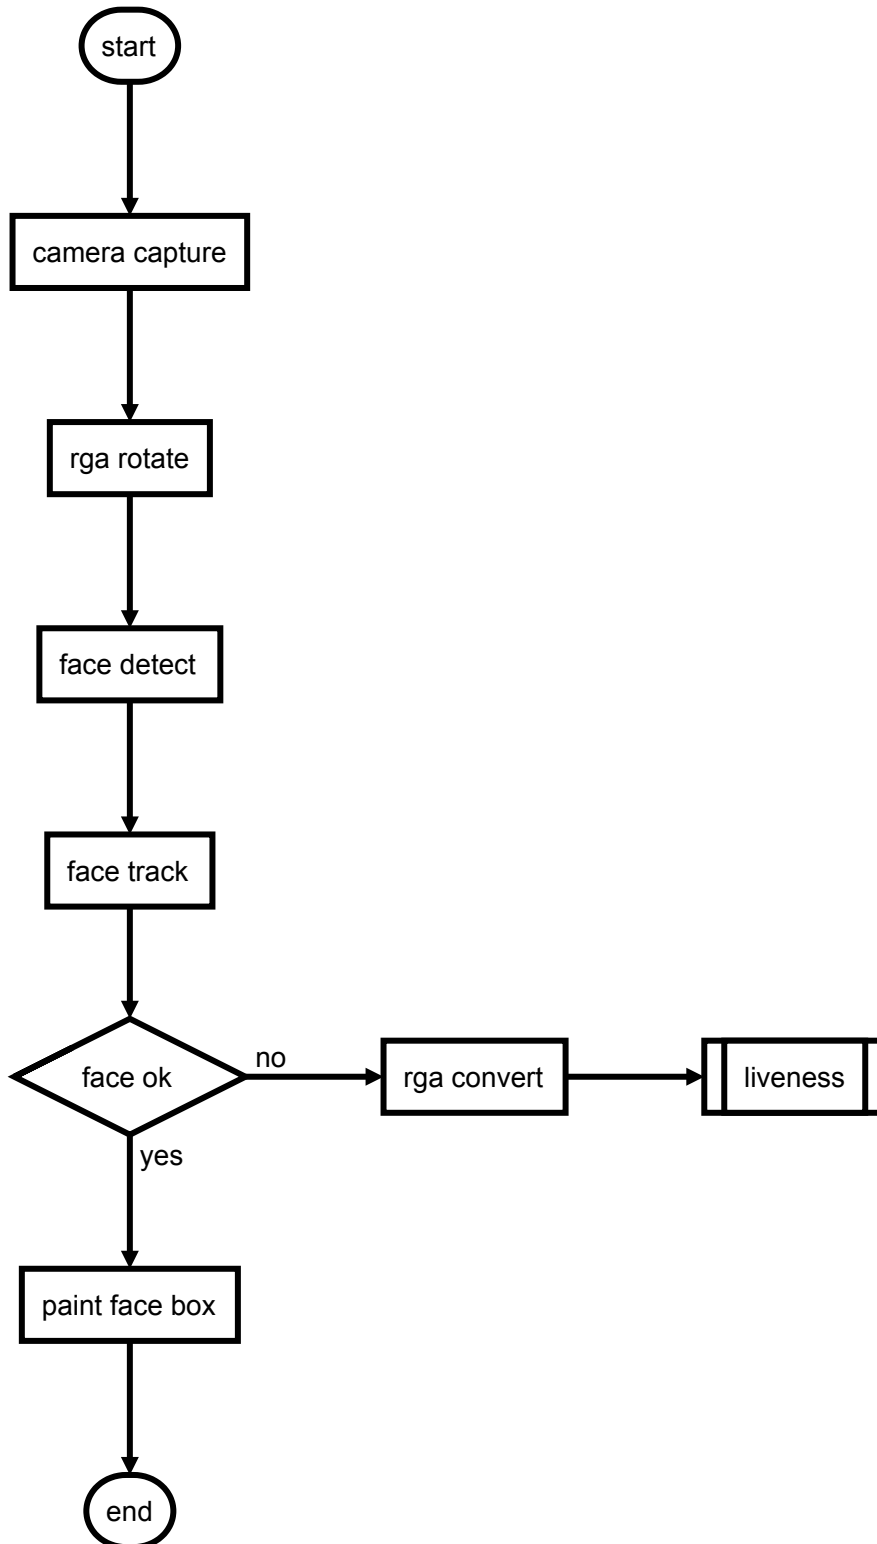 start
camera capture
rga rotate
face detect
face track
face ok
no
rga convert
liveness
yes
paint face box
end